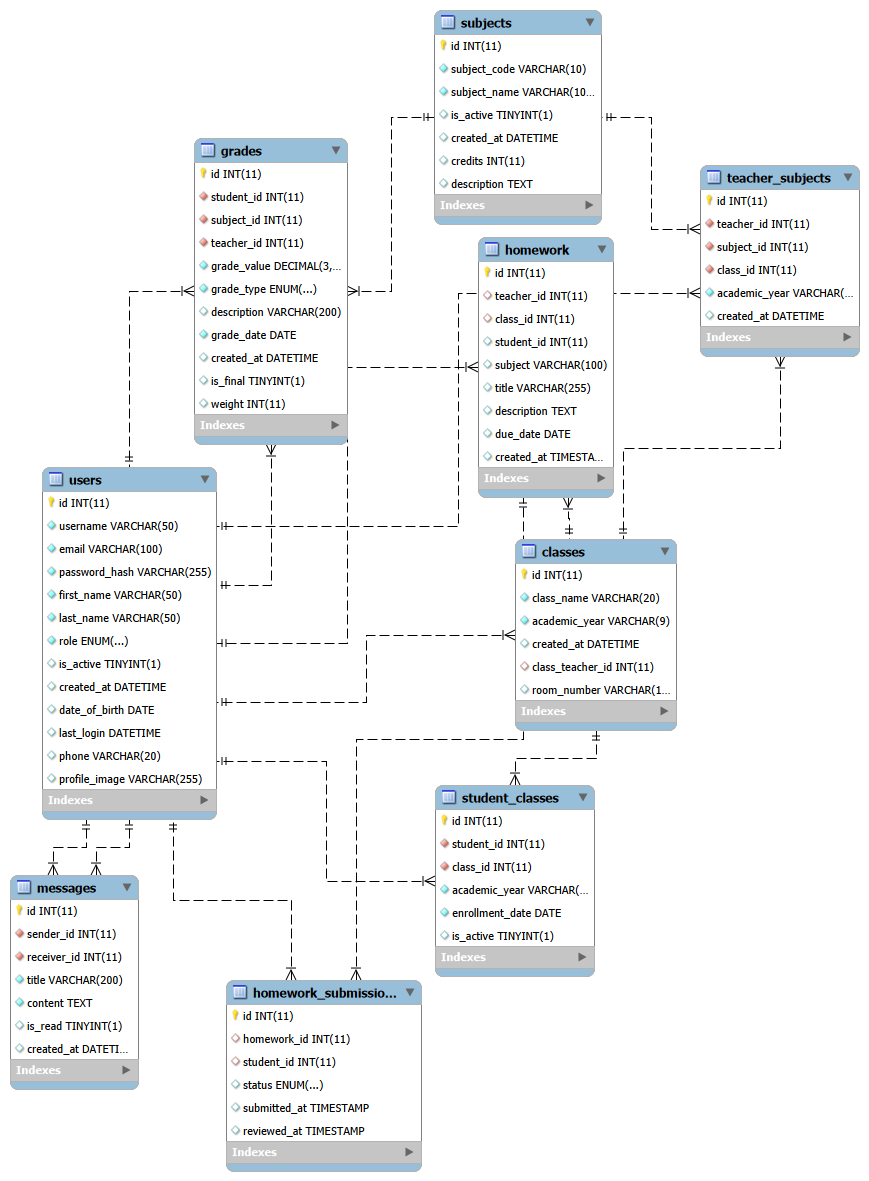 subjects
id INT(11)
subject_code VARCHAR(10)
subject_name VARCHAR(10...
is_active TINYINT(1)
created_at DATETIME
credits INT(11)
description TEXT
Indexes
grades
id INT(11)
student_id INT(11)
subject_id INT(11)
teacher_id INT(11)
grade_value DECIMAL(3,...
grade_type ENUM(...)
description VARCHAR(200)
grade_date DATE
created_at DATETIME
is_final TINYINT(1)
weight INT(11)
Indexes
teacher_subjects
id INT(11)
teacher_id INT(11)
subject_id INT(11)
class_id INT(11)
academic_year VARCHAR(...
created_at DATETIME
Indexes
homework
id INT(11)
teacher_id INT(11)
class_id INT(11)
student_id INT(11)
subject VARCHAR(100)
title VARCHAR(255)
description TEXT
due_date DATE
created_at TIMESTA...
Indexes
users
id INT(11)
username VARCHAR(50)
email VARCHAR(100)
password_hash VARCHAR(255)
first_name VARCHAR(50)
last_name VARCHAR(50)
role ENUM(...)
is_active TINYINT(1)
created_at DATETIME
date_of_birth DATE
last_login DATETIME
phone VARCHAR(20)
profile_image VARCHAR(255)
Indexes
classes
id INT(11)
class_name VARCHAR(20)
academic_year VARCHAR(9)
created_at DATETIME
class_teacher_id INT(11)
room_number VARCHAR(1...
Indexes
student_classes
id INT(11)
student_id INT(11)
class_id INT(11)
academic_year VARCHAR(...
enrollment_date DATE
is_active TINYINT(1)
Indexes
messages
id INT(11)
sender_id INT(11)
receiver_id INT(11)
title VARCHAR(200)
content TEXT
is_read TINYINT(1)
created_at DATETI...
Indexes
homework_submissio...
id INT(11)
homework_id INT(11)
student_id INT(11)
status ENUM(...)
submitted_at TIMESTAMP
reviewed_at TIMESTAMP
Indexes